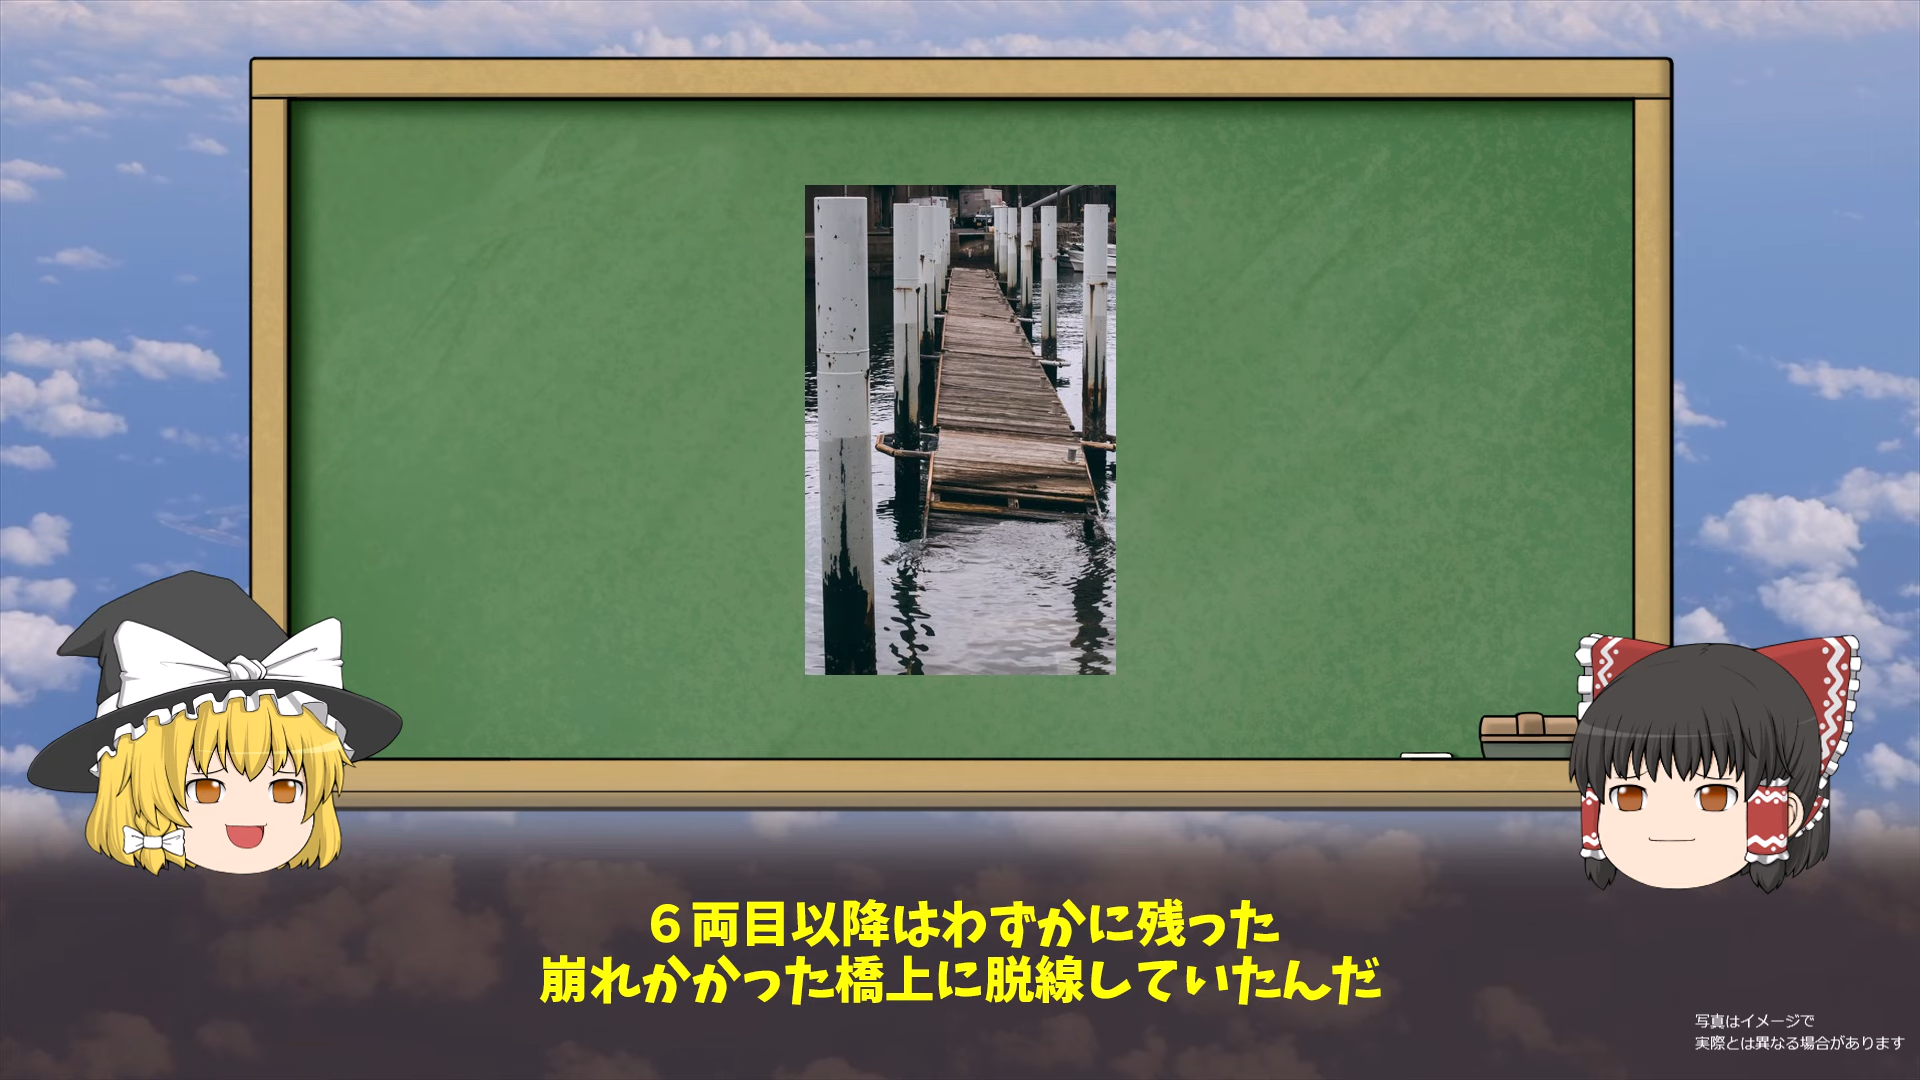 ６両目以降はわずかに残った
崩れかかった橋上に脱線していたんだ
写真はイメージで
実際とは異なる場合があります